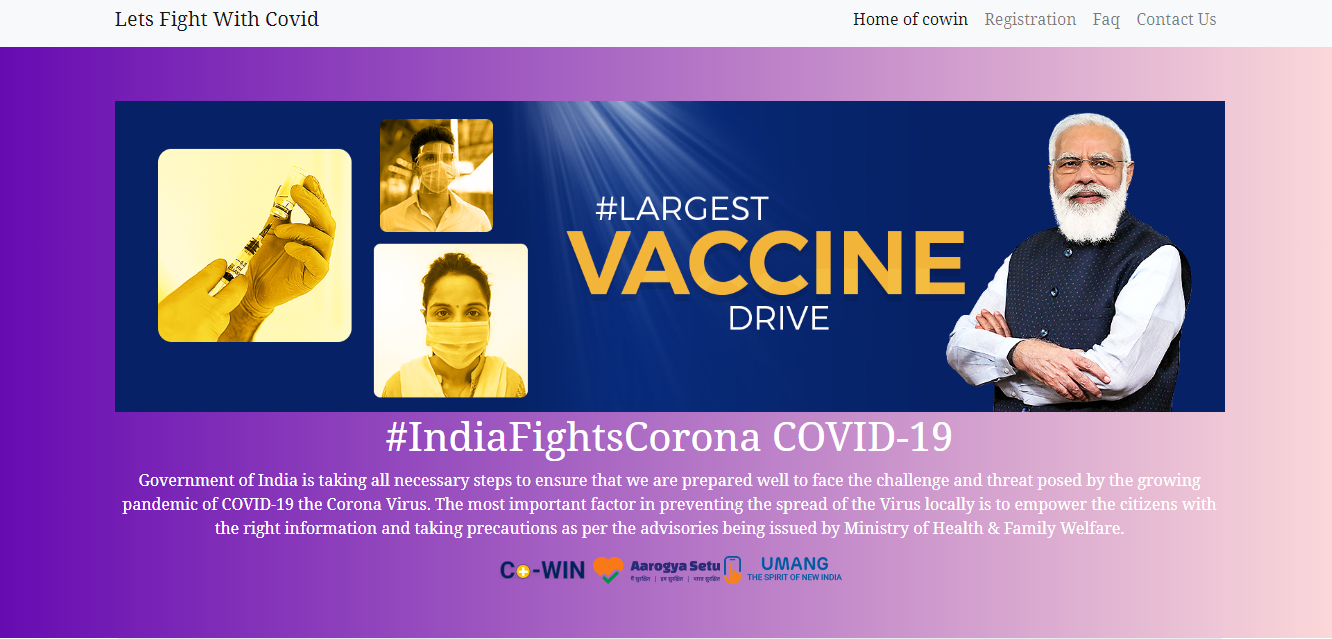 Lets Fight With Covid
Home of cowin Registration Faq Contact Us
#LARGEST
VACCINE
DRIVE
#IndiaFightsCorona COVID-19
Government of India is taking all necessary steps to ensure that we are prepared well to face the challenge and threat posed by the growing
pandemic of COVID-19 the Corona Virus. The most important factor in preventing the spread of the Virus locally is to empower the citizens with
the right information and taking precautions as per the advisories being issued by Ministry of Health & Family Welfare.
Co-WIN
Aarogya Setu
मैं सुरक्षित | हम सुरक्षित | भारत सुरक्षित
UMANG
THE SPIRIT OF NEW INDIA